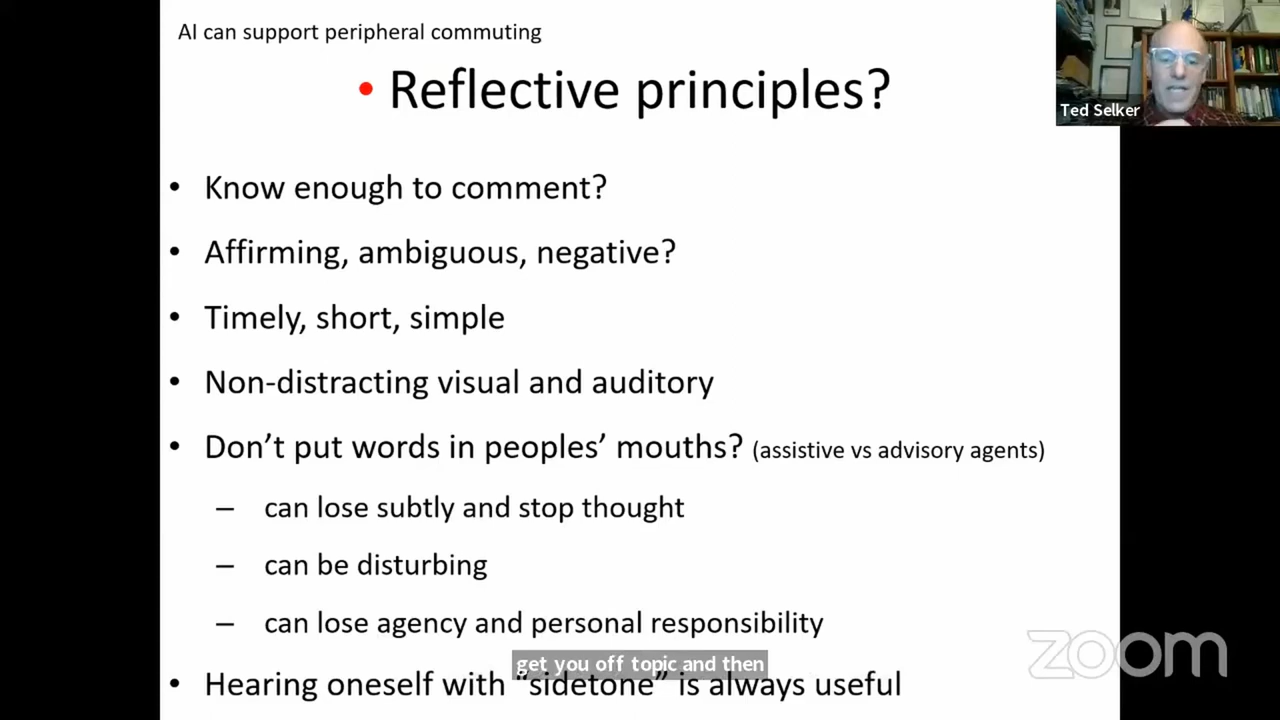 AI can support peripheral commuting
• Reflective principles?
Ted Selker
• Know enough to comment?
• Affirming, ambiguous, negative?
• Timely, short, simple
• Non-distracting visual and auditory
• Don’t put words in peoples’ mouths? (assistive vs advisory agents)
– can lose subtly and stop thought
– can be disturbing
– can lose agency and personal responsibility
get you off topic and then
• Hearing oneself with “sidetone” is always useful
zoom